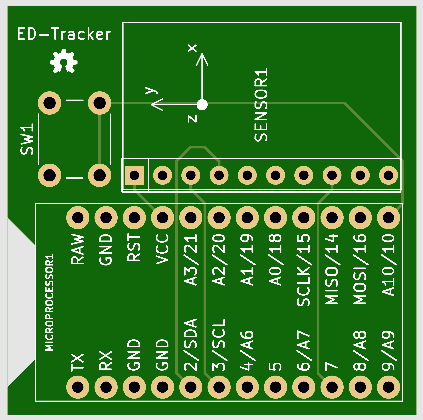 ED-Tracker
x
y
z
SENSOR1
SW1
MICROPROCESSOR1
RAW
GND
RST
VCC
A3/21
A2/20
A1/19
A0/18
SCLK/15
MISO/14
MOSI/16
A10/10
TX
RX
GND
GND
2/SDA
3/SCL
4/A6
5
6/A7
7
8/A8
9/A9